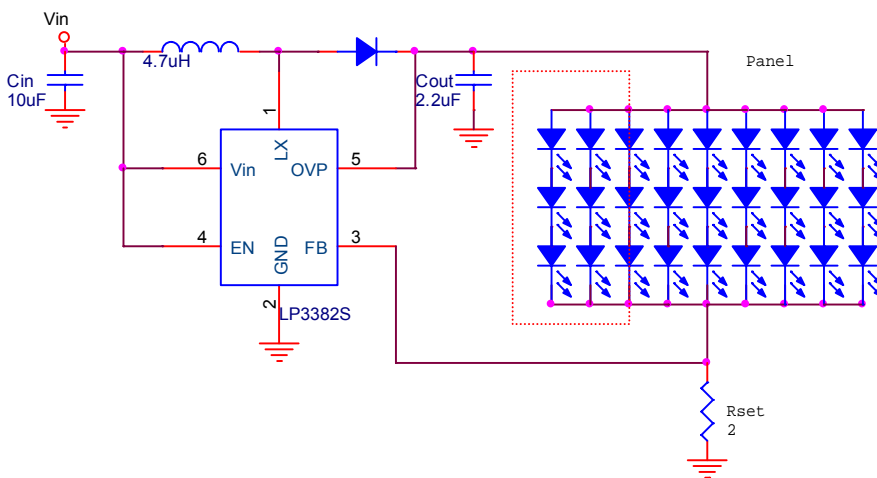 Vin
4.7uH
Panel
Cin
10uF
Cout
2.2uF
1
LX
6
Vin
OVP
5
4
EN
GND
FB
3
2
LP3382S
Rset
2